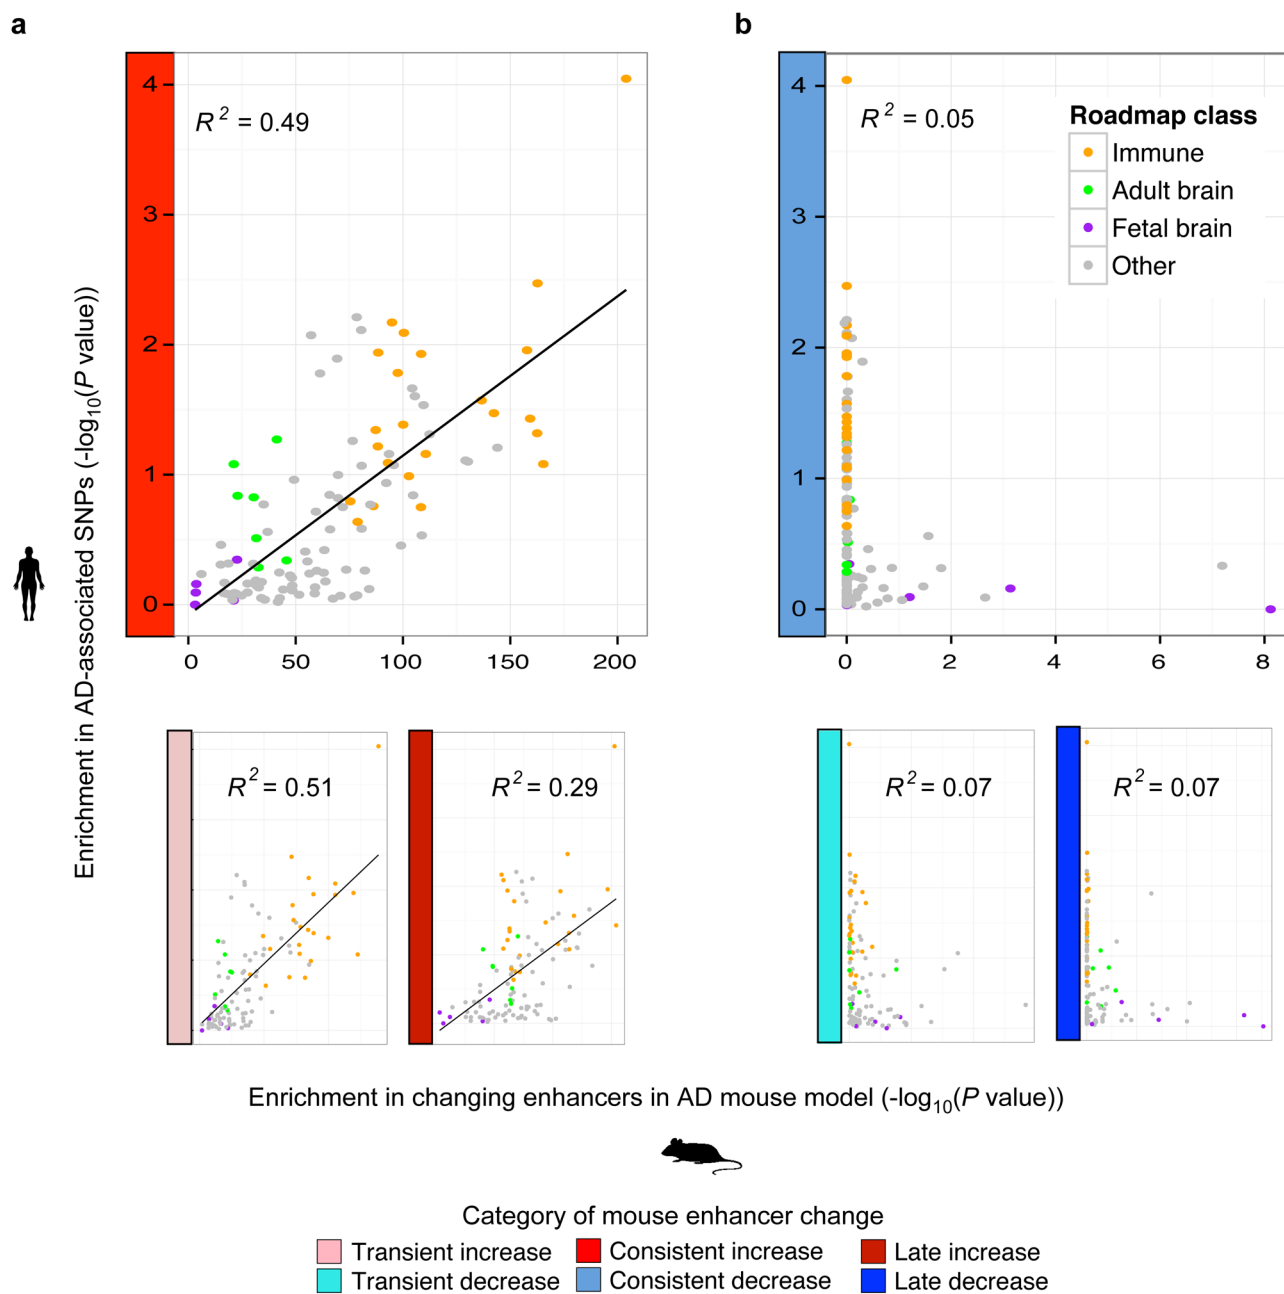 a
b
4
3
2
1
0
R² = 0.49
0
50
100
150
200
4
3
2
1
0
R² = 0.05
Roadmap class
Immune
Adult brain
Fetal brain
Other
0
2
4
6
8
Enrichment in AD-associated SNPs (-log₁₀(P value))
R² = 0.51
R² = 0.29
R² = 0.07
R² = 0.07
Enrichment in changing enhancers in AD mouse model (-log₁₀(P value))
Category of mouse enhancer change
Transient increase
Consistent increase
Late increase
Transient decrease
Consistent decrease
Late decrease